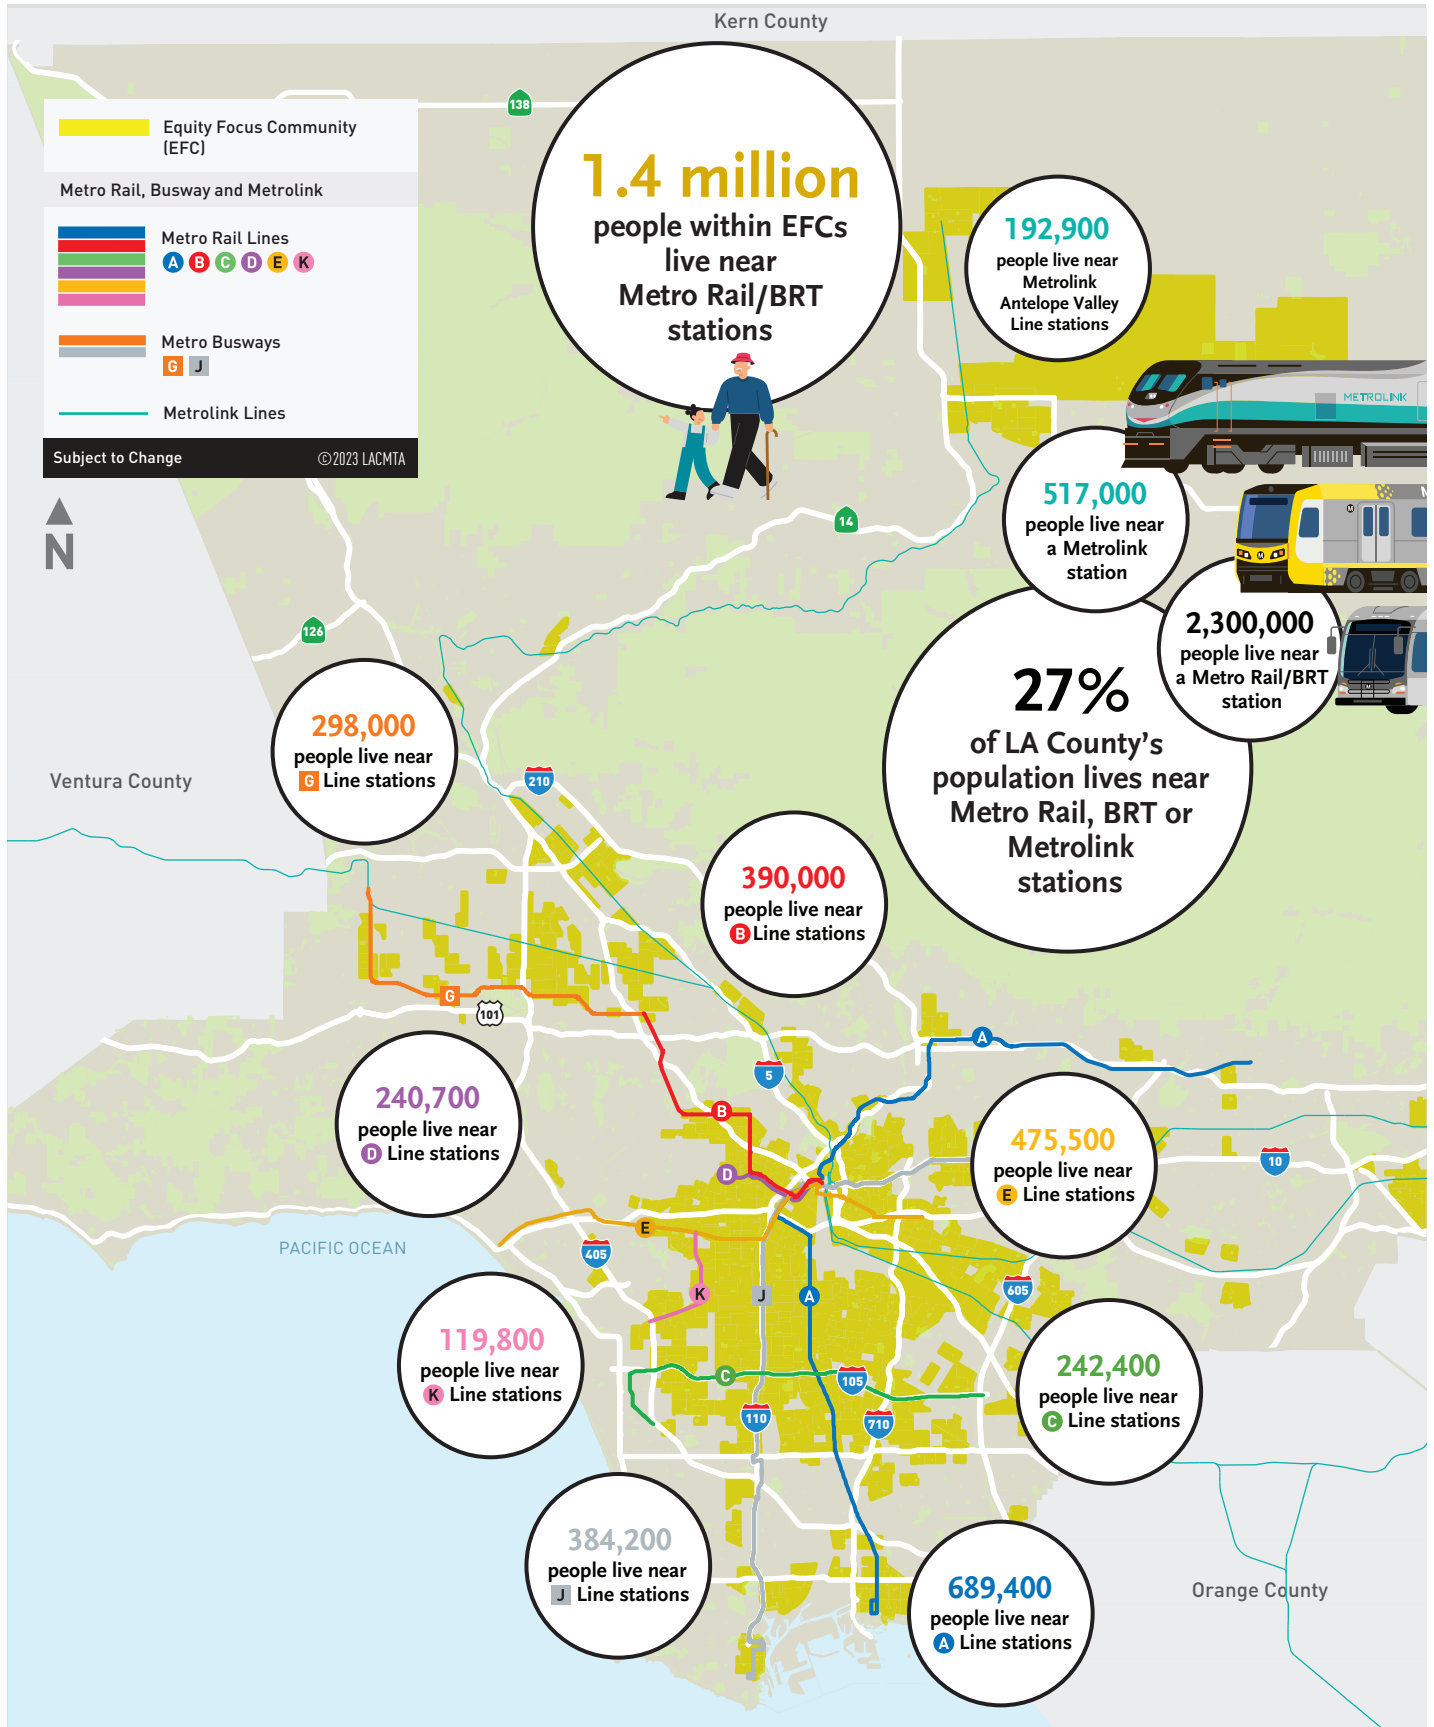 Kern County
138
Equity Focus Community
(EFC)
Metro Rail, Busway and Metrolink
Metro Rail Lines
A B C D E K
Metro Busways
G J
Metrolink Lines
Subject to Change ©2023 LACMTA
N
1.4 million
people within EFCs
live near
Metro Rail/BRT
stations
192,900
people live near
Metrolink
Antelope Valley
Line stations
METROLINK
M
M
M
517,000
people live near
a Metrolink
station
14
126
2,300,000
people live near
a Metro Rail/BRT
station
M
27%
of LA County's
population lives near
Metro Rail, BRT or
Metrolink
stations
298,000
people live near
G Line stations
Ventura County
210
390,000
people live near
B Line stations
G
101
A
5
240,700
people live near
D Line stations
B
D
475,500
people live near
E Line stations
10
E
PACIFIC OCEAN
405
K
J
A
605
119,800
people live near
K Line stations
C
105
110
710
242,400
people live near
C Line stations
384,200
people live near
J Line stations
689,400
people live near
A Line stations
Orange County